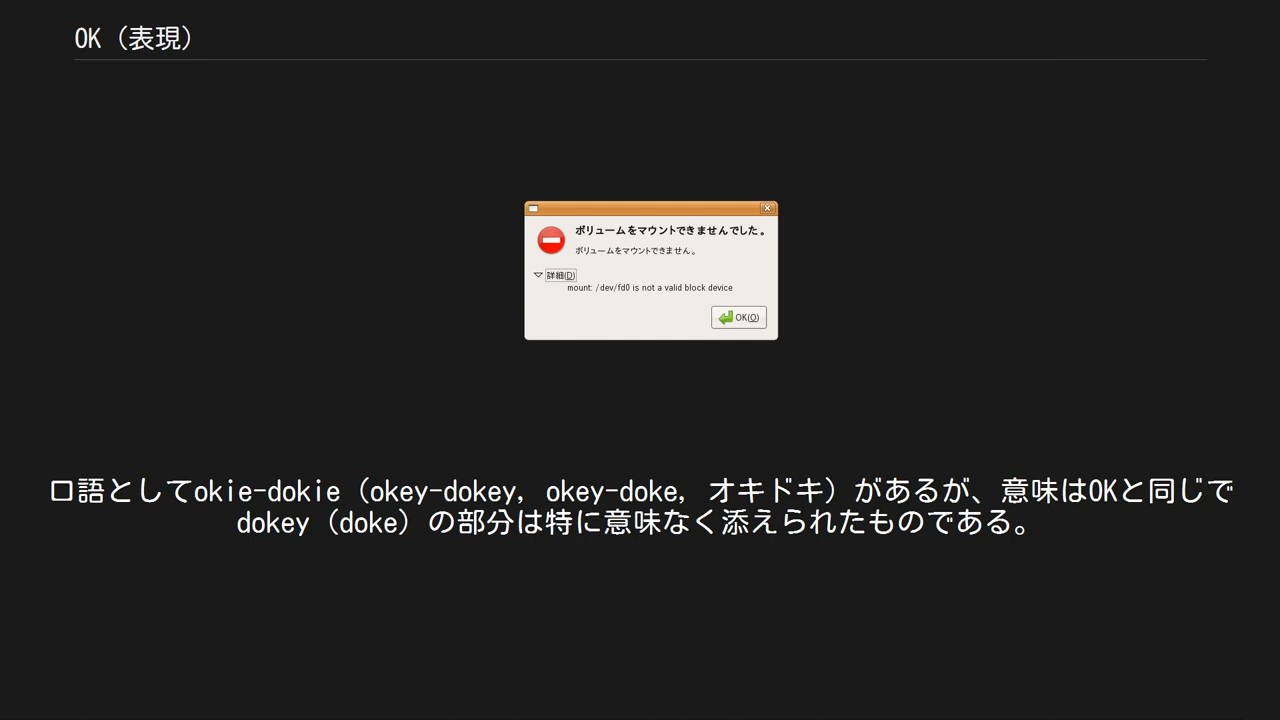 OK（表現）
ボリュームをマウントできませんでした。
ボリュームをマウントできません。
詳細(D)
mount: /dev/fd0 is not a valid block device
OK(O)
口語としてokie-dokie（okey-dokey, okey-doke, オキドキ）があるが、意味はOKと同じで
dokey（doke）の部分は特に意味なく添えられたものである。